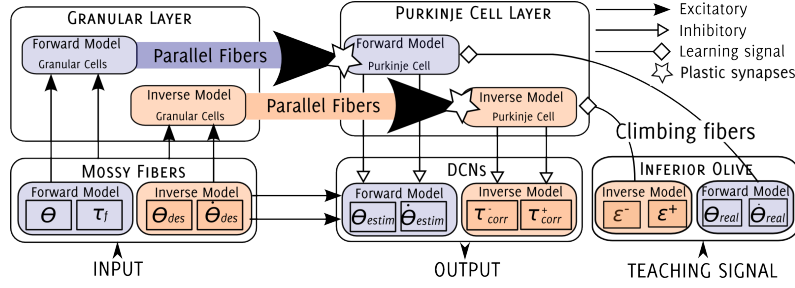 GRANULAR LAYER
Forward Model
Granular Cells
Parallel Fibers
Inverse Model
Granular Cells
Parallel Fibers
PURKINJE CELL LAYER
Forward Model
Purkinje Cell
Inverse Model
Purkinje Cell
Excitatory
Inhibitory
Learning signal
Plastic synapses
Climbing fibers
MOSSY FIBERS
Forward Model
Θ τf
Inverse Model
Θdes Θ̇des
INPUT
DCNS
Forward Model
Θestim Θ̇estim
Inverse Model
τ⁻corr τ⁺corr
OUTPUT
INFERIOR OLIVE
Inverse Model
ε⁻ ε⁺
Forward Model
Θreal Θ̇real
TEACHING SIGNAL